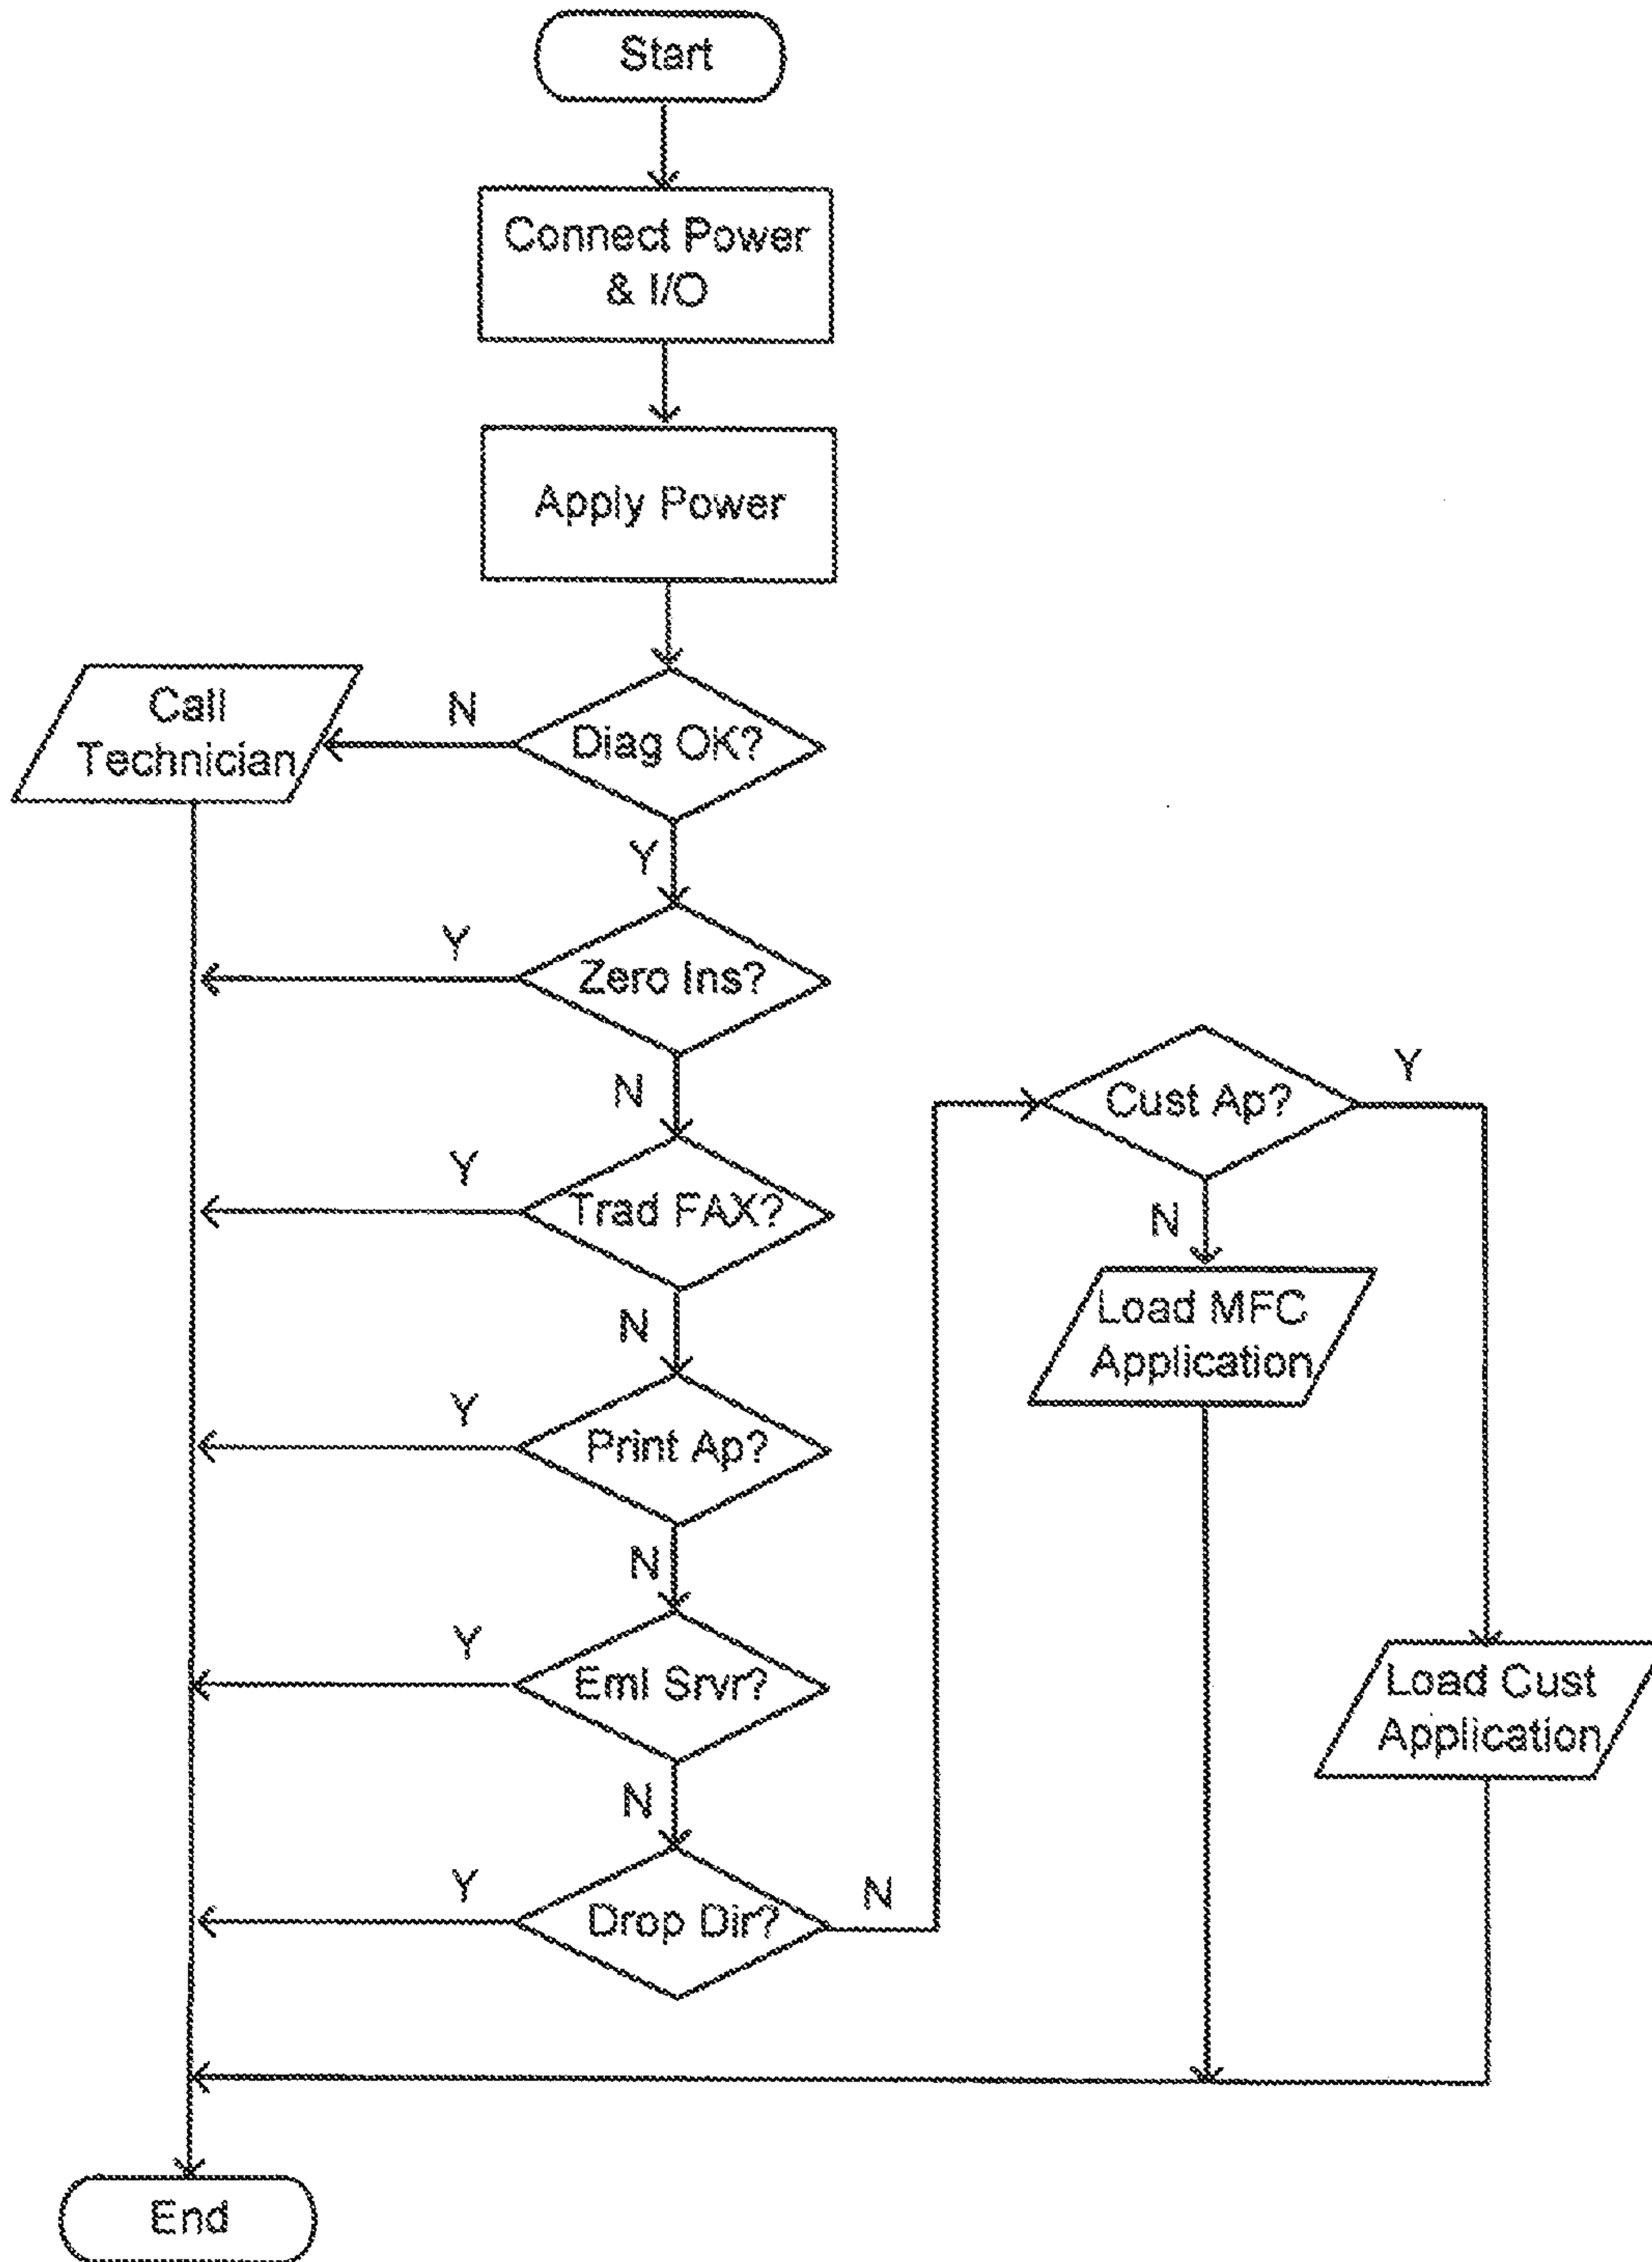 Start
Connect Power
& I/O
Apply Power
Call
Technician
N
Diag OK?
Y
Y
Zero Ins?
N
Y
Trad FAX?
N
Y
Print Ap?
N
Y
Eml Srvr?
N
Y
Drop Dir?
N
Cust Ap?
Y
N
Load MFC
Application
Load Cust
Application
End